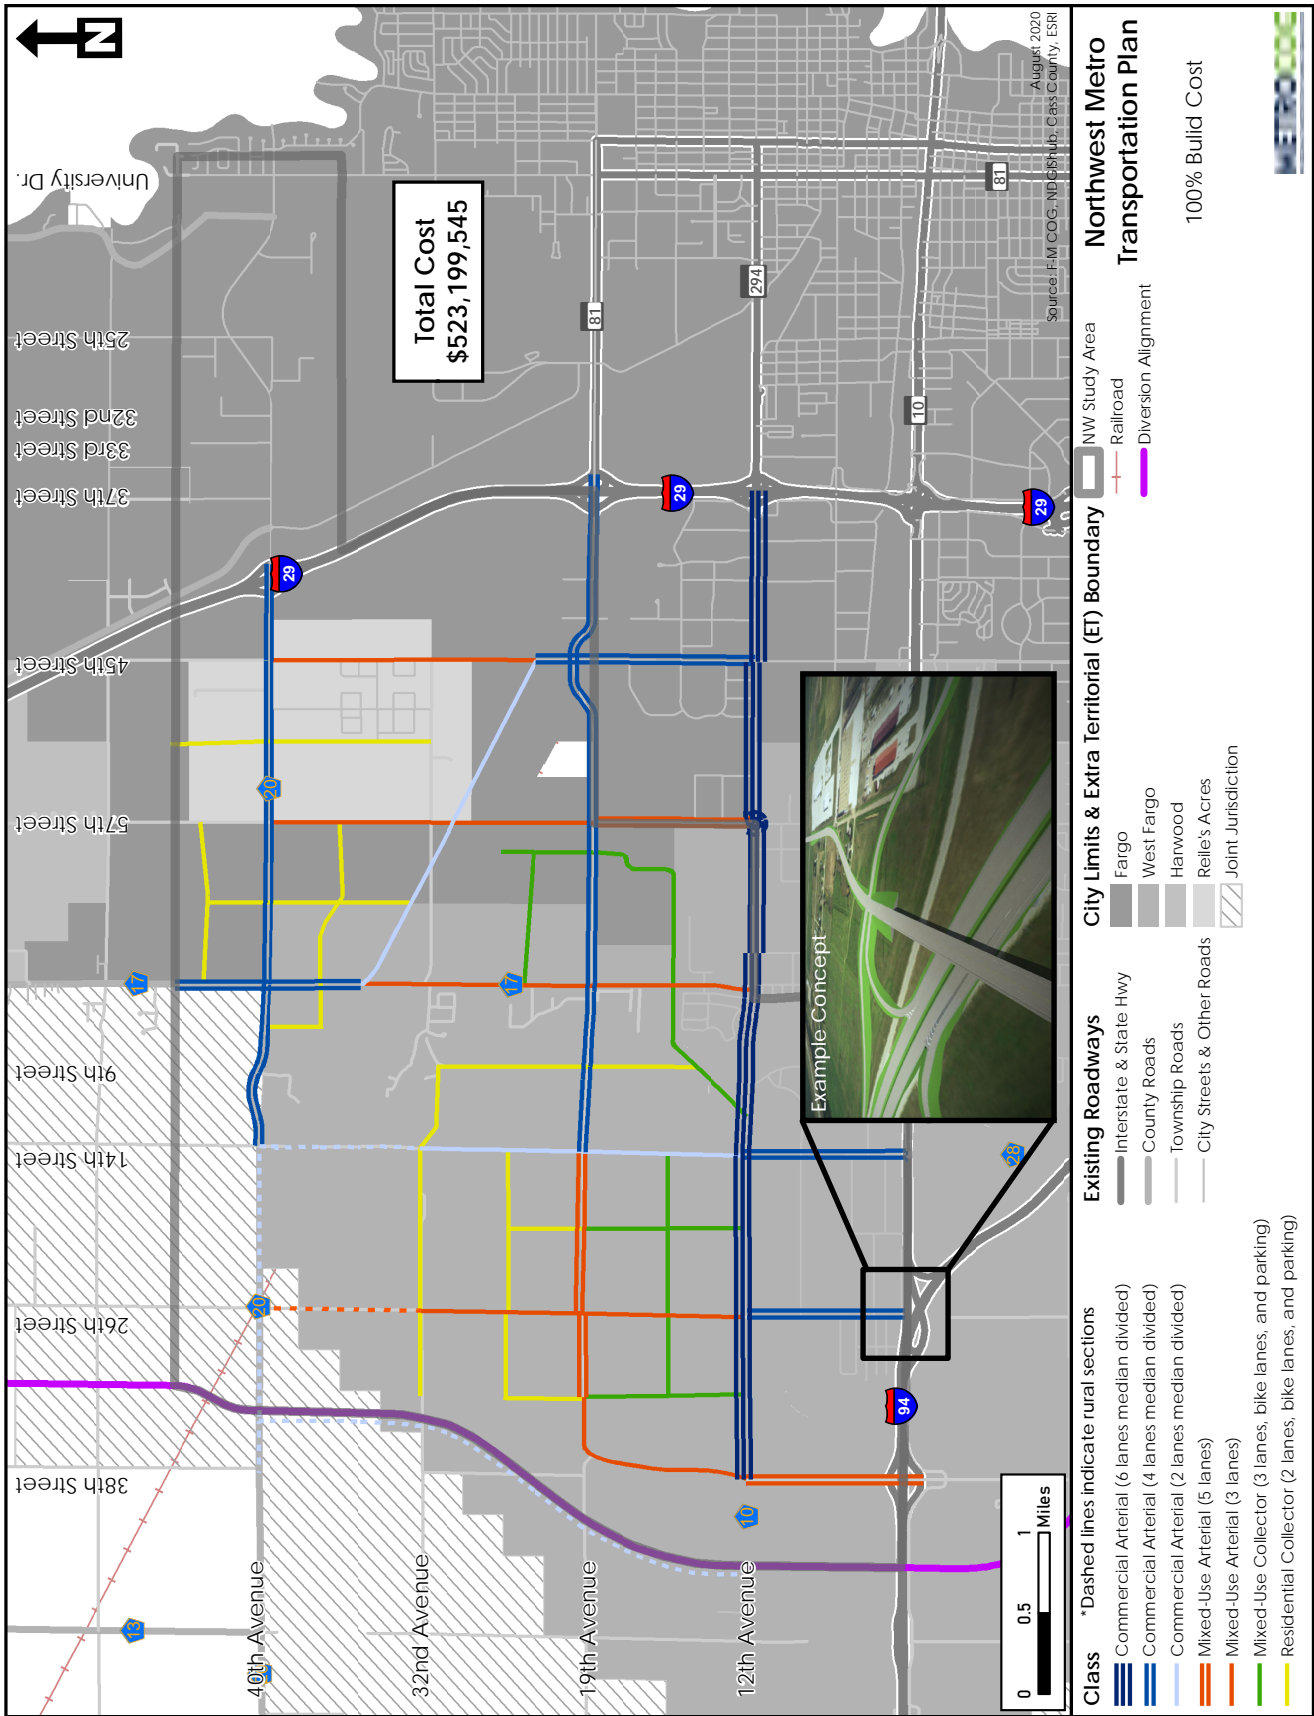 N
University Dr.
25th Street
32nd Street
33rd Street
37th Street
45th Street
57th Street
9th Street
14th Street
26th Street
38th Street
40th Avenue
32nd Avenue
19th Avenue
12th Avenue
Total Cost
$523,199,545
81
294
81
10
29
29
29
20
17
17
20
13
10
28
94
Example Concept
August 2020
Source: F-M COG, NDGIShub, Cass County, ESRI
0
0.5
1
Miles
Northwest Metro
Transportation Plan
100% Bulid Cost
METROCOG
Class
*Dashed lines indicate rural sections
Commercial Arterial (6 lanes median divided)
Commercial Arterial (4 lanes median divided)
Commercial Arterial (2 lanes median divided)
Mixed-Use Arterial (5 lanes)
Mixed-Use Arterial (3 lanes)
Mixed-Use Collector (3 lanes, bike lanes, and parking)
Residential Collector (2 lanes, bike lanes, and parking)
Existing Roadways
Interstate & State Hwy
County Roads
Township Roads
City Streets & Other Roads
City Limits & Extra Territorial (ET) Boundary
Fargo
West Fargo
Harwood
Reile's Acres
Joint Jurisdiction
NW Study Area
Railroad
Diversion Alignment